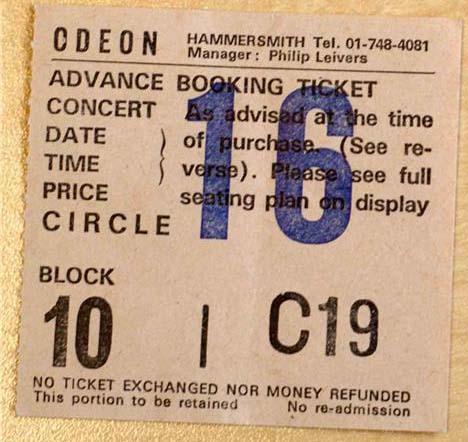 ODEON HAMMERSMITH Tel. 01-748-4081
Manager: Philip Leivers
ADVANCE BOOKING TICKET
CONCERT As advised at the time
DATE of purchase. (See re-
TIME verse). Please see full
PRICE seating plan on display
CIRCLE
16
BLOCK
10 | C19
NO TICKET EXCHANGED NOR MONEY REFUNDED
This portion to be retained No re-admission